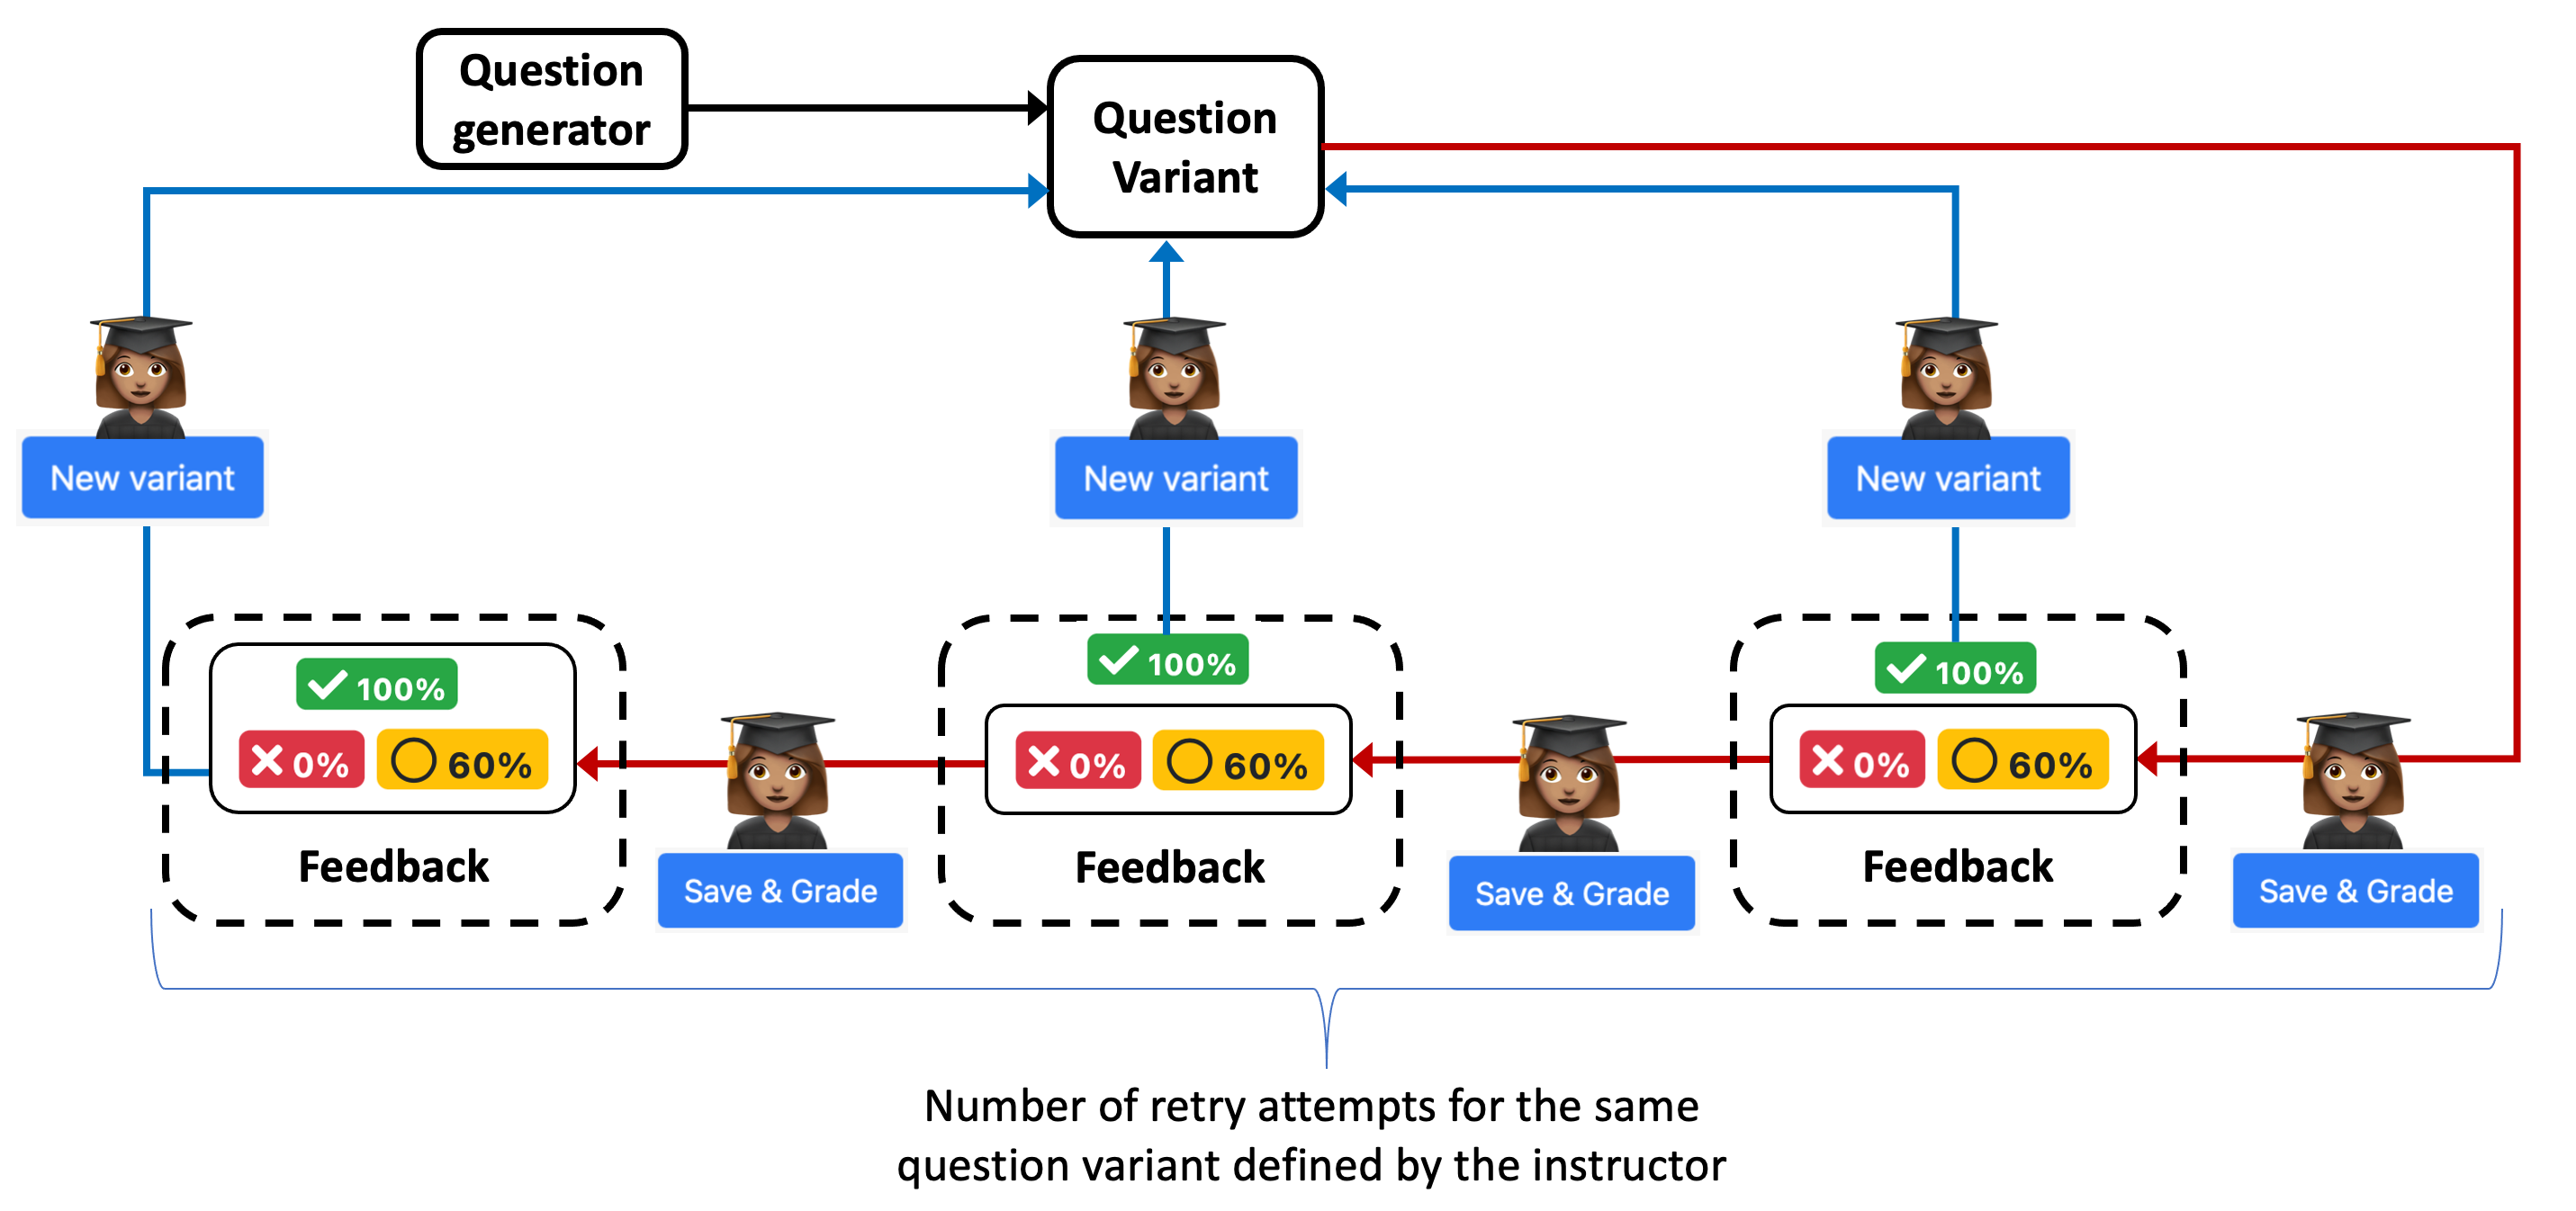 Question
generator
Question
Variant
New variant
New variant
New variant
100%
0%
60%
Feedback
Save & Grade
100%
0%
60%
Feedback
Save & Grade
100%
0%
60%
Feedback
Save & Grade
Number of retry attempts for the same
question variant defined by the instructor